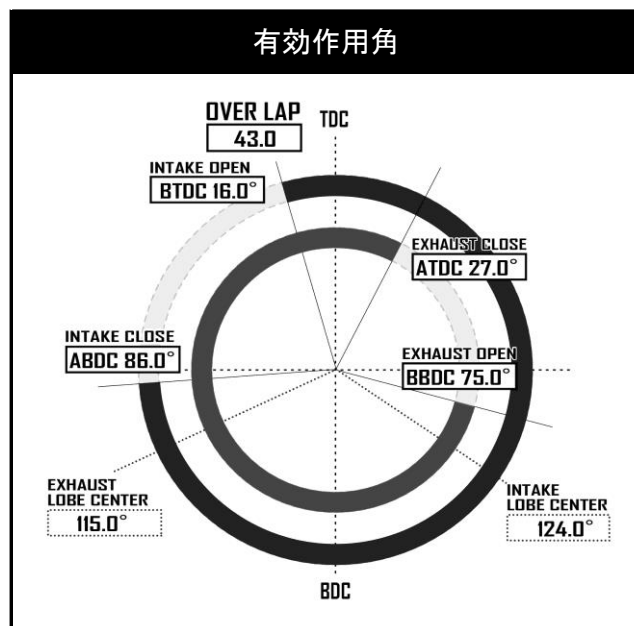 有効作用角
OVER LAP
43.0
TDC
INTAKE OPEN
BTDC 16.0°
EXHAUST CLOSE
ATDC 27.0°
INTAKE CLOSE
ABDC 86.0°
EXHAUST OPEN
BBDC 75.0°
EXHAUST
LOBE CENTER
115.0°
INTAKE
LOBE CENTER
124.0°
BDC